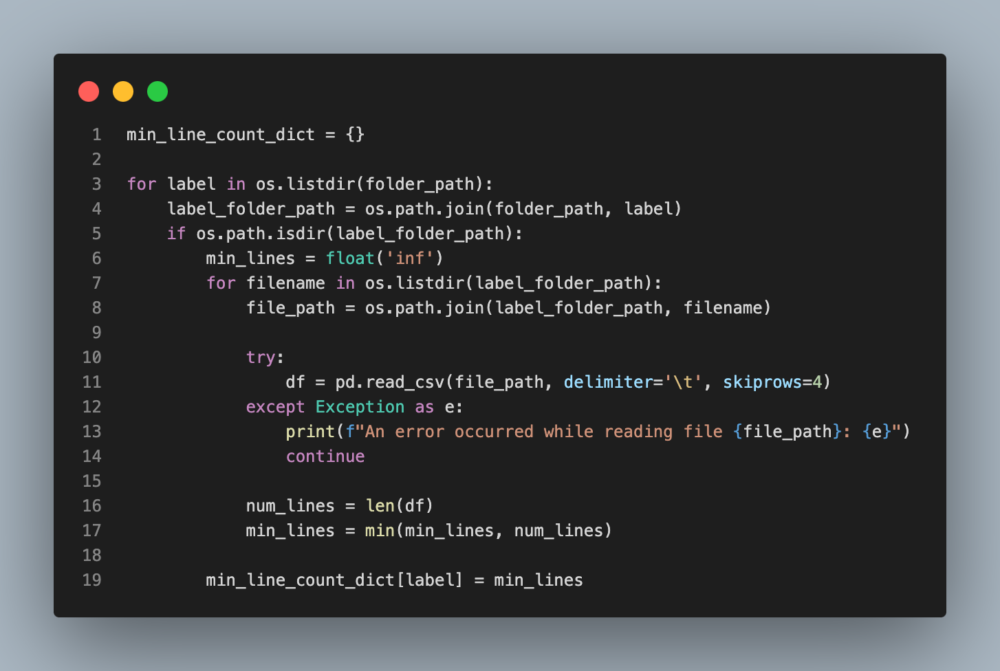 1 min_line_count_dict = {}
2
3 for label in os.listdir(folder_path):
4     label_folder_path = os.path.join(folder_path, label)
5     if os.path.isdir(label_folder_path):
6         min_lines = float('inf')
7         for filename in os.listdir(label_folder_path):
8             file_path = os.path.join(label_folder_path, filename)
9
10             try:
11                 df = pd.read_csv(file_path, delimiter='\t', skiprows=4)
12             except Exception as e:
13                 print(f"An error occurred while reading file {file_path}: {e}")
14                 continue
15
16             num_lines = len(df)
17             min_lines = min(min_lines, num_lines)
18
19         min_line_count_dict[label] = min_lines